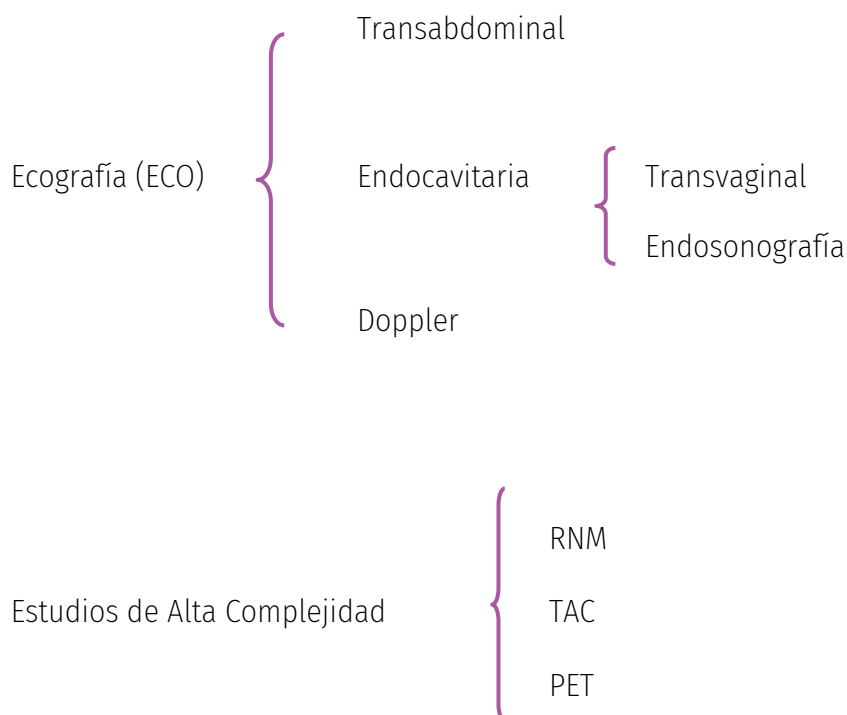 Transabdominal
Ecografía (ECO)
Endocavitaria
Transvaginal
Endosonografía
Doppler
RNM
Estudios de Alta Complejidad
TAC
PET